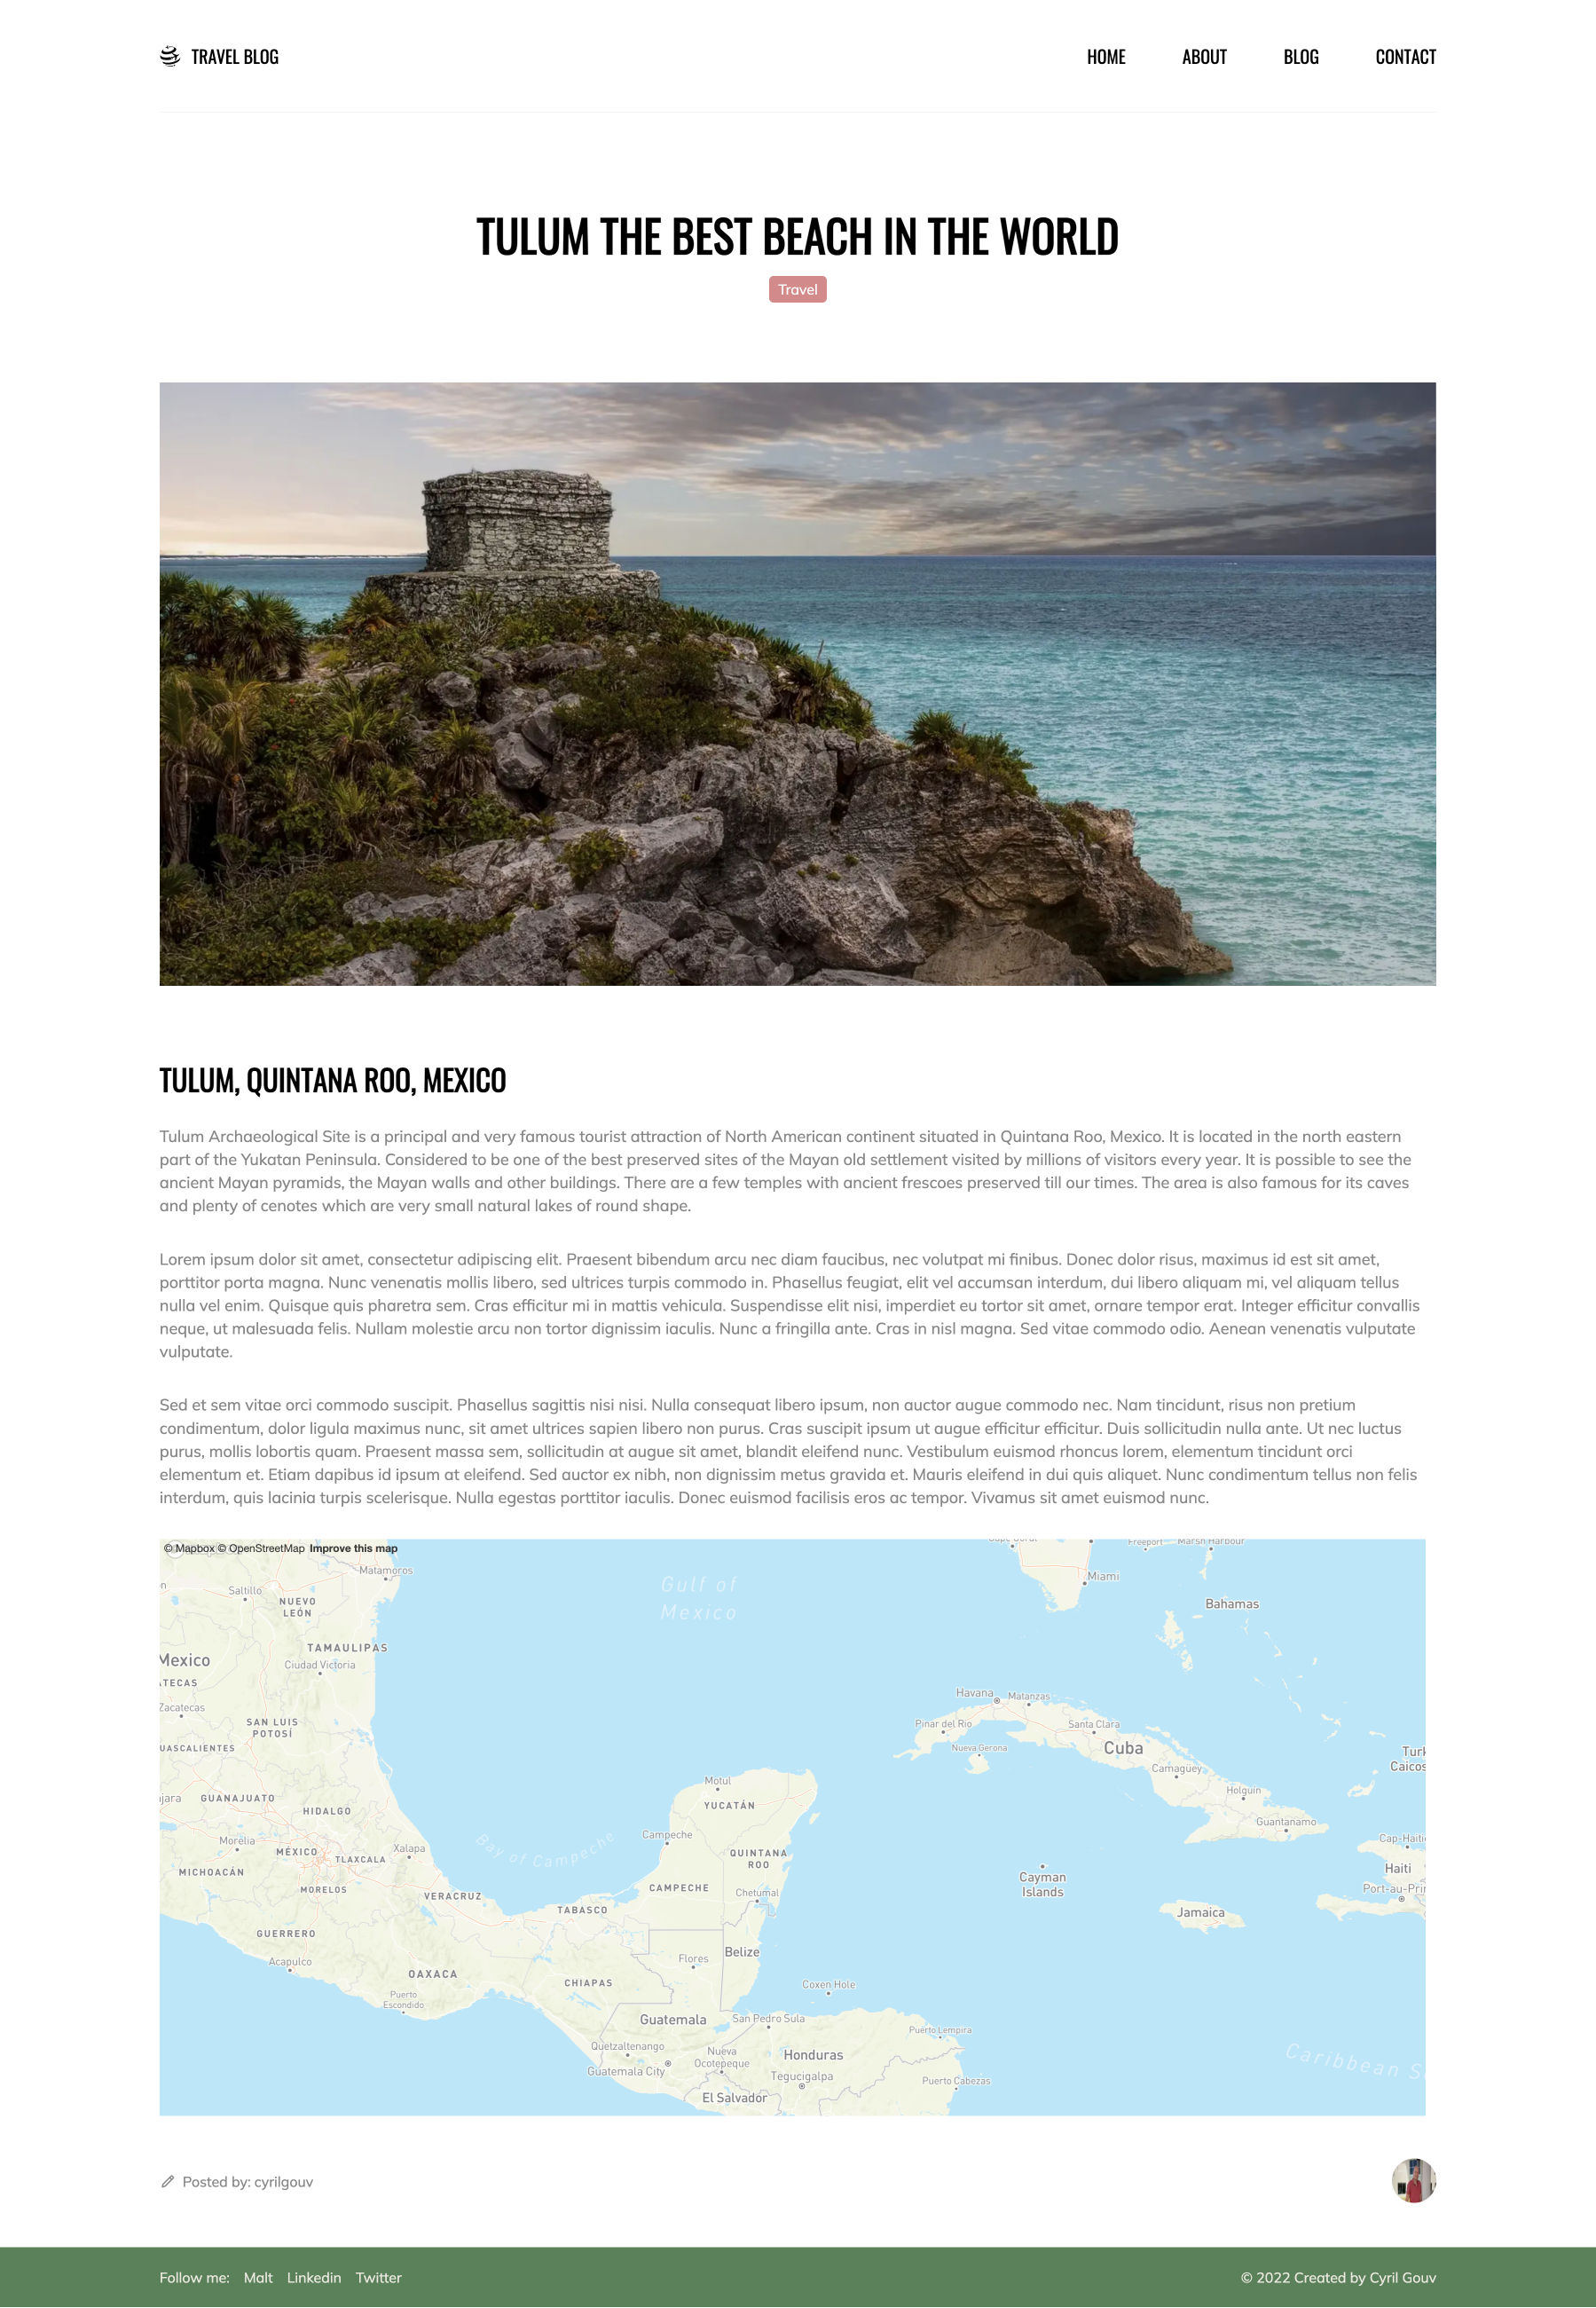 TRAVEL BLOG
HOME
ABOUT
BLOG
CONTACT
TULUM THE BEST BEACH IN THE WORLD
Travel
TULUM, QUINTANA ROO, MEXICO
Tulum Archaeological Site is a principal and very famous tourist attraction of North American continent situated in Quintana Roo, Mexico. It is located in the north eastern
part of the Yukatan Peninsula. Considered to be one of the best preserved sites of the Mayan old settlement visited by millions of visitors every year. It is possible to see the
ancient Mayan pyramids, the Mayan walls and other buildings. There are a few temples with ancient frescoes preserved till our times. The area is also famous for its caves
and plenty of cenotes which are very small natural lakes of round shape.
Lorem ipsum dolor sit amet, consectetur adipiscing elit. Praesent bibendum arcu nec diam faucibus, nec volutpat mi finibus. Donec dolor risus, maximus id est sit amet,
porttitor porta magna. Nunc venenatis mollis libero, sed ultrices turpis commodo in. Phasellus feugiat, elit vel accumsan interdum, dui libero aliquam mi, vel aliquam tellus
nulla vel enim. Quisque quis pharetra sem. Cras efficitur mi in mattis vehicula. Suspendisse elit nisi, imperdiet eu tortor sit amet, ornare tempor erat. Integer efficitur convallis
neque, ut malesuada felis. Nullam molestie arcu non tortor dignissim iaculis. Nunc a fringilla ante. Cras in nisl magna. Sed vitae commodo odio. Aenean venenatis vulputate
vulputate.
Sed et sem vitae orci commodo suscipit. Phasellus sagittis nisi nisi. Nulla consequat libero ipsum, non auctor augue commodo nec. Nam tincidunt, risus non pretium
condimentum, dolor ligula maximus nunc, sit amet ultrices sapien libero non purus. Cras suscipit ipsum ut augue efficitur efficitur. Duis sollicitudin nulla ante. Ut nec luctus
purus, mollis lobortis quam. Praesent massa sem, sollicitudin at augue sit amet, blandit eleifend nunc. Vestibulum euismod rhoncus lorem, elementum tincidunt orci
elementum et. Etiam dapibus id ipsum at eleifend. Sed auctor ex nibh, non dignissim metus gravida et. Mauris eleifend in dui quis aliquet. Nunc condimentum tellus non felis
interdum, quis lacinia turpis scelerisque. Nulla egestas porttitor iaculis. Donec euismod facilisis eros ac tempor. Vivamus sit amet euismod nunc.
© Mapbox © OpenStreetMap Improve this map
Freeport
Marsh Harbour
Matamoros
Miami
Gulf of
Mexico
Saltillo
NUEVO
LEÓN
Bahamas
TAMAULIPAS
Mexico
Ciudad Victoria
Zacatecas
Havana
Matanzas
SAN LUIS
POTOSÍ
Pinar del Rio
Santa Clara
Nueva Gerona
Cuba
Camagüey
Motul
Holguín
GUANAJUATO
YUCATÁN
HIDALGO
Guantanamo
Campeche
Bay of Campeche
Morelia
MÉXICO
Xalapa
TLAXCALA
QUINTANA
ROO
MICHOACÁN
Haiti
Cayman
Islands
MORELOS
VERACRUZ
CAMPECHE
Chetumal
TABASCO
Jamaica
GUERRERO
Belize
Flores
Acapulco
OAXACA
CHIAPAS
Coxen Hole
Puerto
Escondido
Guatemala
San Pedro Sula
Puerto Lempira
Quetzaltenango
Nueva
Ocotepeque
Honduras
Guatemala City
Tegucigalpa
Puerto Cabezas
El Salvador
Caribbean S
Posted by: cyrilgouv
Follow me: Malt Linkedin Twitter
© 2022 Created by Cyril Gouv